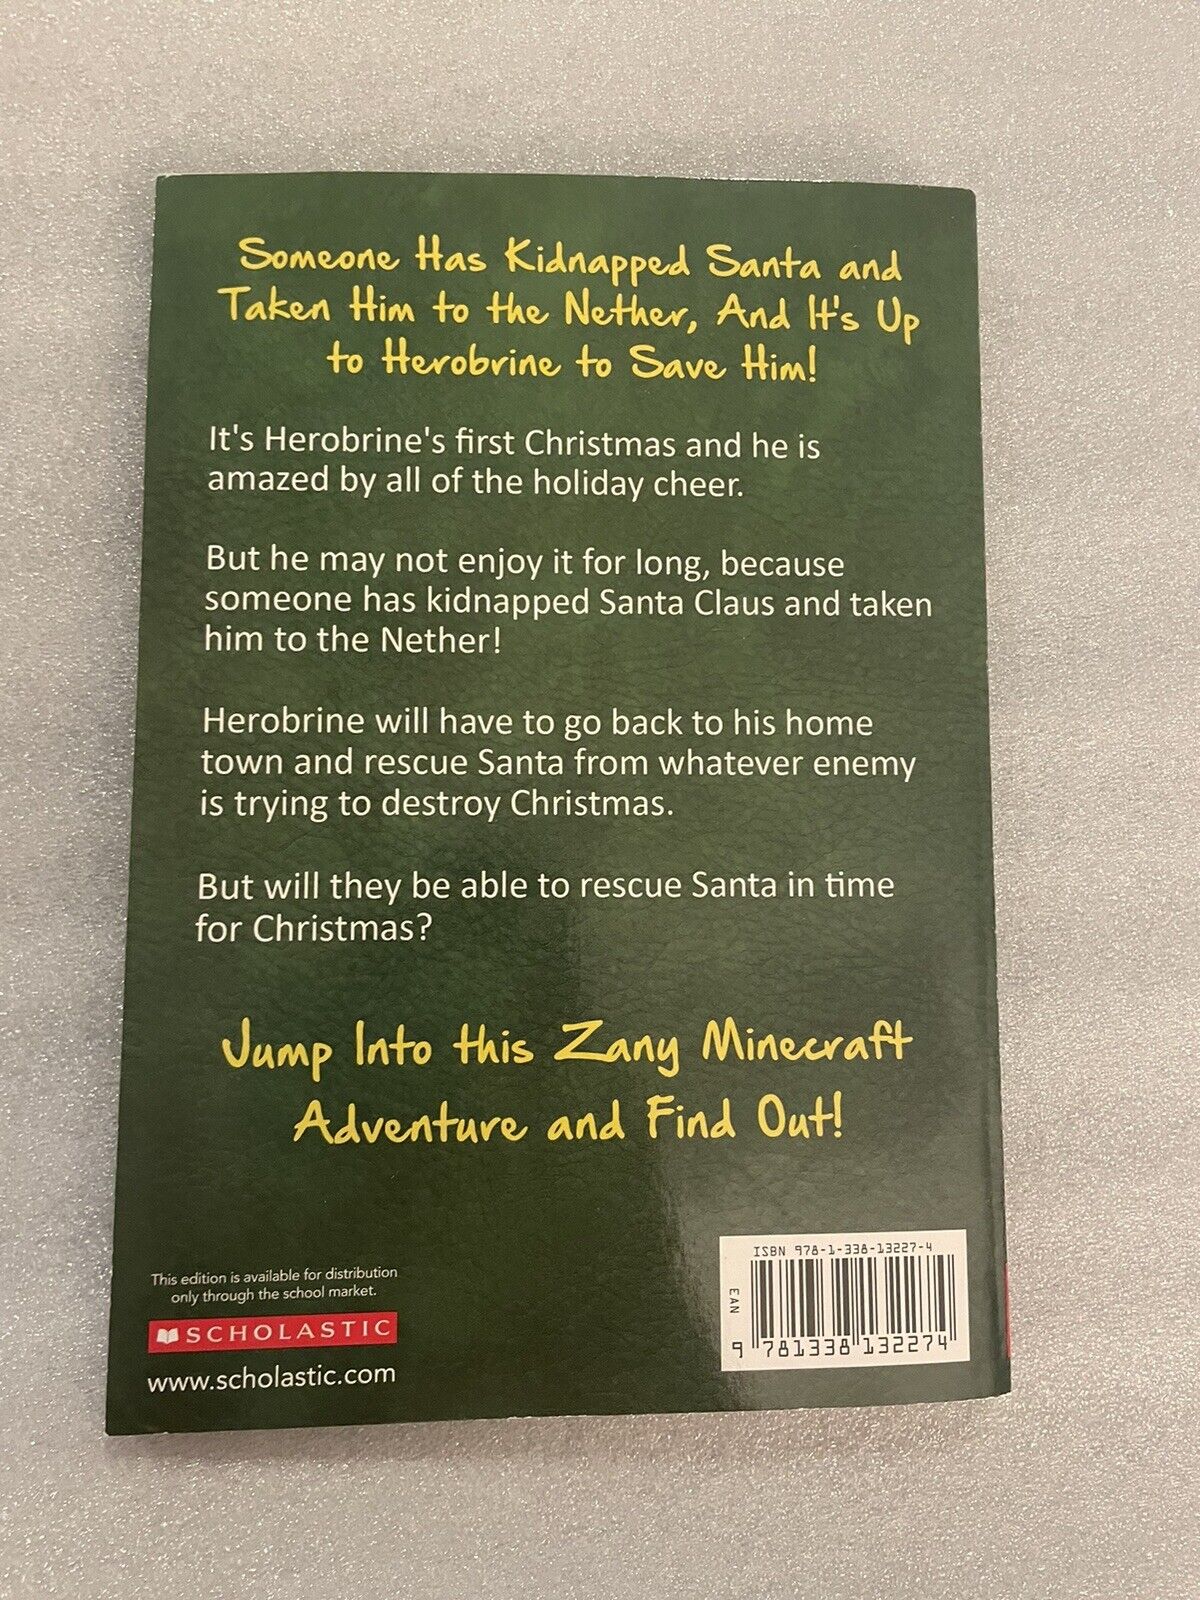 Someone Has Kidnapped Santa and
Taken Him to the Nether, And It's Up
to Herobrine to Save Him!
It's Herobrine's first Christmas and he is
amazed by all of the holiday cheer.
But he may not enjoy it for long, because
someone has kidnapped Santa Claus and taken
him to the Nether!
Herobrine will have to go back to his home
town and rescue Santa from whatever enemy
is trying to destroy Christmas.
But will they be able to rescue Santa in time
for Christmas?
Jump Into this Zany Minecraft
Adventure and Find Out!
This edition is available for distribution
only through the school market.
SCHOLASTIC
www.scholastic.com
ISBN 978-1-338-13227-4
EAN
9 781338 132274